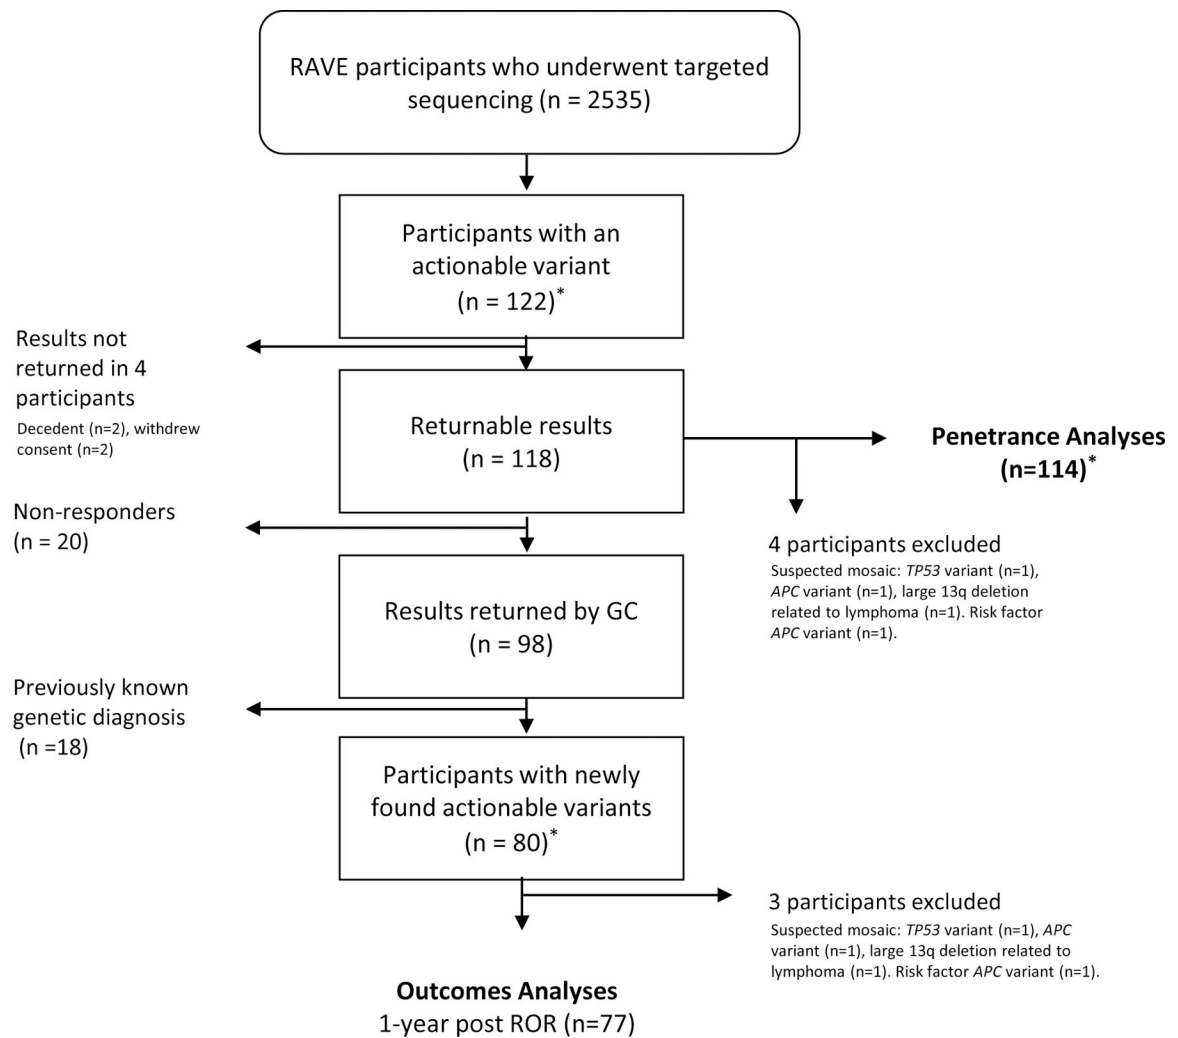 RAVE participants who underwent targeted
sequencing (n = 2535)
Participants with an
actionable variant
(n = 122)*
Results not
returned in 4
participants
Decedent (n=2), withdrew
consent (n=2)
Returnable results
(n = 118)
Penetrance Analyses
(n=114)*
Non-responders
(n = 20)
4 participants excluded
Suspected mosaic: TP53 variant (n=1),
APC variant (n=1), large 13q deletion
related to lymphoma (n=1). Risk factor
APC variant (n=1).
Results returned by GC
(n = 98)
Previously known
genetic diagnosis
(n =18)
Participants with newly
found actionable variants
(n = 80)*
3 participants excluded
Suspected mosaic: TP53 variant (n=1), APC
variant (n=1), large 13q deletion related to
lymphoma (n=1). Risk factor APC variant (n=1).
Outcomes Analyses
1-year post ROR (n=77)